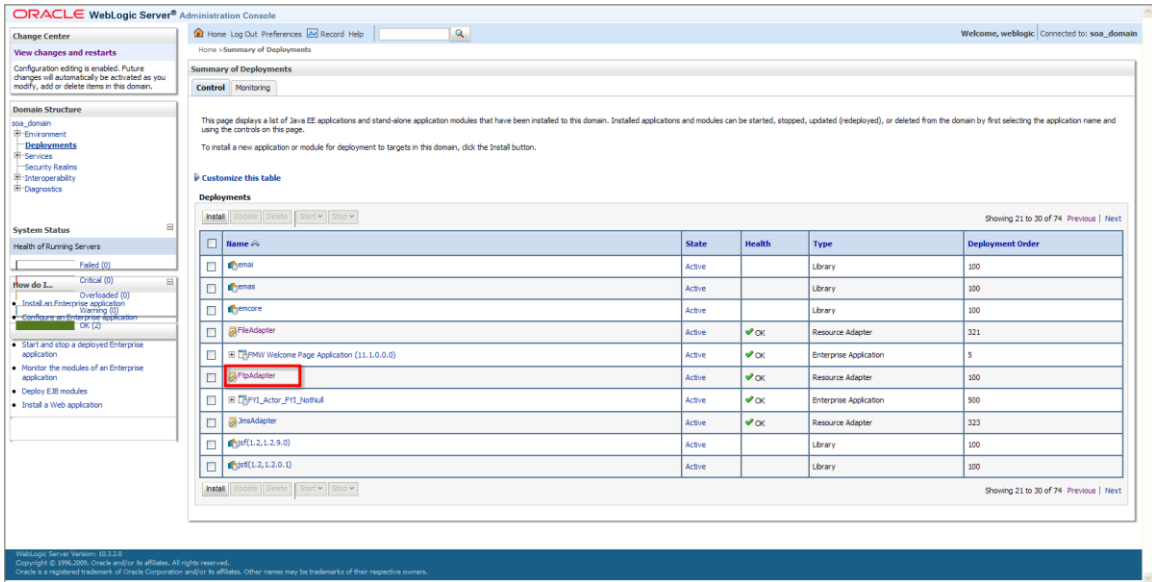 ORACLE WebLogic Server® Administration Console
Change Center
View changes and restarts
Configuration editing is enabled. Future
changes will automatically be activated as you
modify, add or delete items in this domain.
Domain Structure
soa_domain
Environment
Deployments
Services
Security Realms
Interoperability
Diagnostics
System Status
Health of Running Servers
Failed (0)
Critical (0)
Overloaded (0)
Warning (0)
OK (2)
How do I...
Install an Enterprise application
Configure an Enterprise application
Start and stop a deployed Enterprise
application
Monitor the modules of an Enterprise
application
Deploy EJB modules
Install a Web application
Home Log Out Preferences Record Help
Welcome, weblogic Connected to: soa_domain
Home >Summary of Deployments
Summary of Deployments
Control Monitoring
This page displays a list of Java EE applications and stand-alone application modules that have been installed to this domain. Installed applications and modules can be started, stopped, updated (redeployed), or deleted from the domain by first selecting the application name and
using the controls on this page.
To install a new application or module for deployment to targets in this domain, click the Install button.
Customize this table
Deployments
Install Update Delete Start Stop Showing 21 to 30 of 74 Previous | Next
Name State Health Type Deployment Order
emai Active Library 100
emas Active Library 100
emcore Active Library 100
FileAdapter Active OK Resource Adapter 321
FMW Welcome Page Application (11.1.0.0.0) Active OK Enterprise Application 5
FtpAdapter Active OK Resource Adapter 100
FYI_Actor_FYI_NotNull Active OK Enterprise Application 500
JmsAdapter Active OK Resource Adapter 323
jsf(1.2,1.2.9.0) Active Library 100
jstl(1.2,1.2.0.1) Active Library 100
Install Update Delete Start Stop Showing 21 to 30 of 74 Previous | Next
WebLogic Server Version: 10.3.2.0
Copyright © 1996,2009, Oracle and/or its affiliates. All rights reserved.
Oracle is a registered trademark of Oracle Corporation and/or its affiliates. Other names may be trademarks of their respective owners.